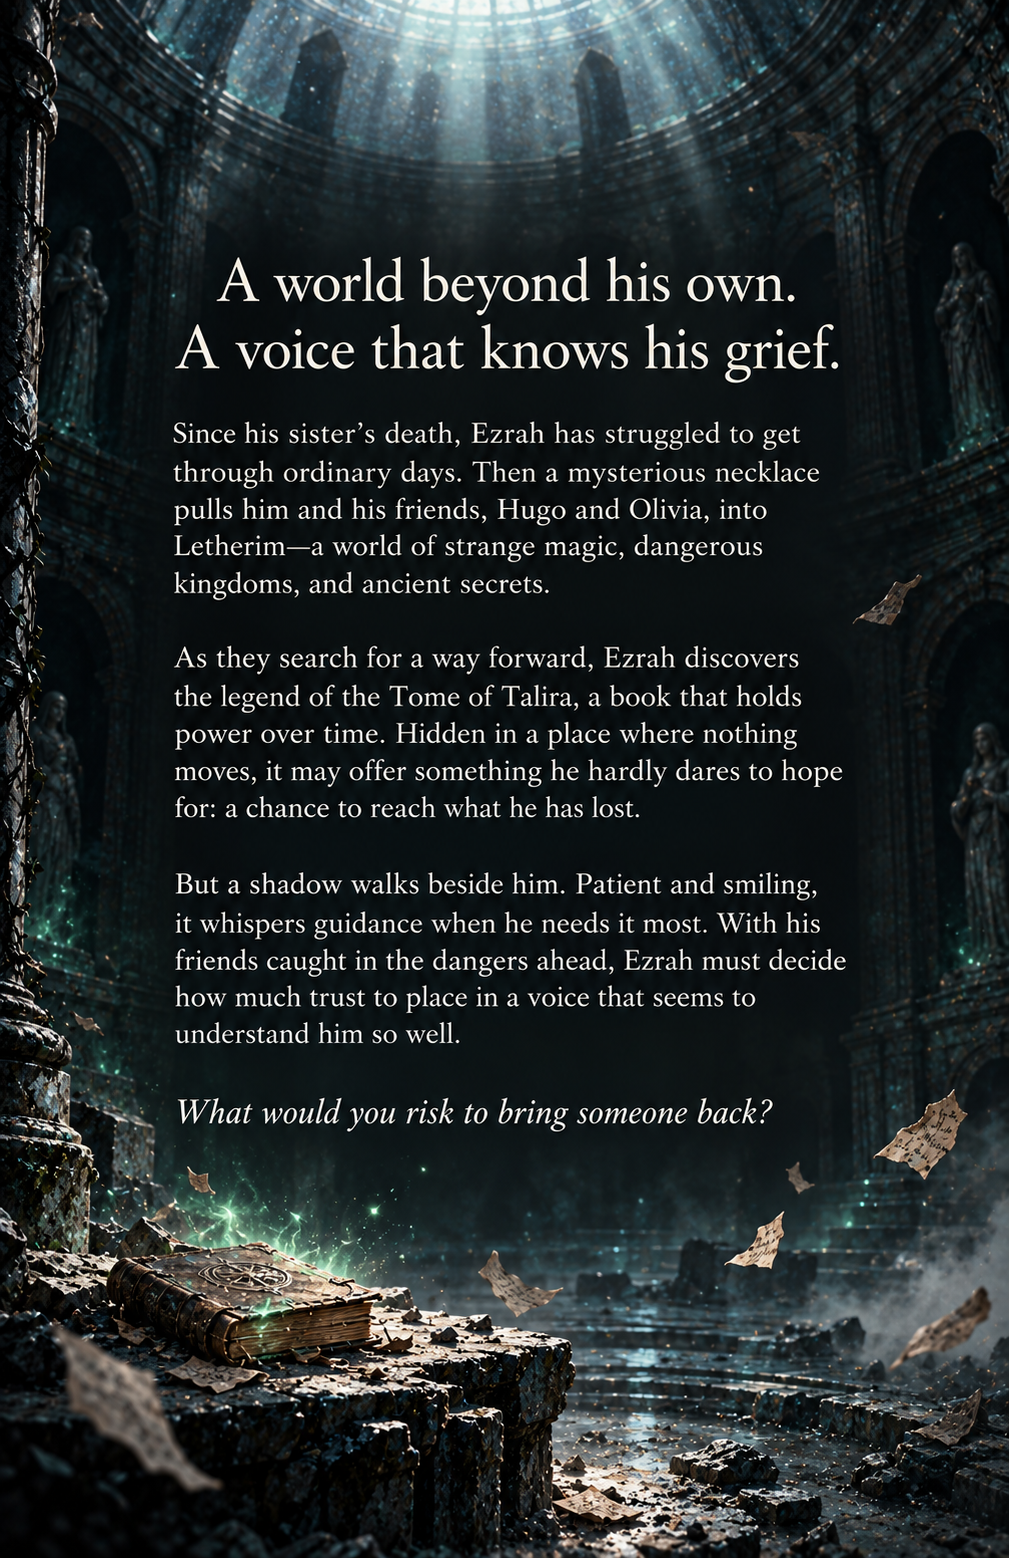 A world beyond his own.
A voice that knows his grief.
Since his sister’s death, Ezrah has struggled to get
through ordinary days. Then a mysterious necklace
pulls him and his friends, Hugo and Olivia, into
Letherim—a world of strange magic, dangerous
kingdoms, and ancient secrets.
As they search for a way forward, Ezrah discovers
the legend of the Tome of Talira, a book that holds
power over time. Hidden in a place where nothing
moves, it may offer something he hardly dares to hope
for: a chance to reach what he has lost.
But a shadow walks beside him. Patient and smiling,
it whispers guidance when he needs it most. With his
friends caught in the dangers ahead, Ezrah must decide
how much trust to place in a voice that seems to
understand him so well.
What would you risk to bring someone back?